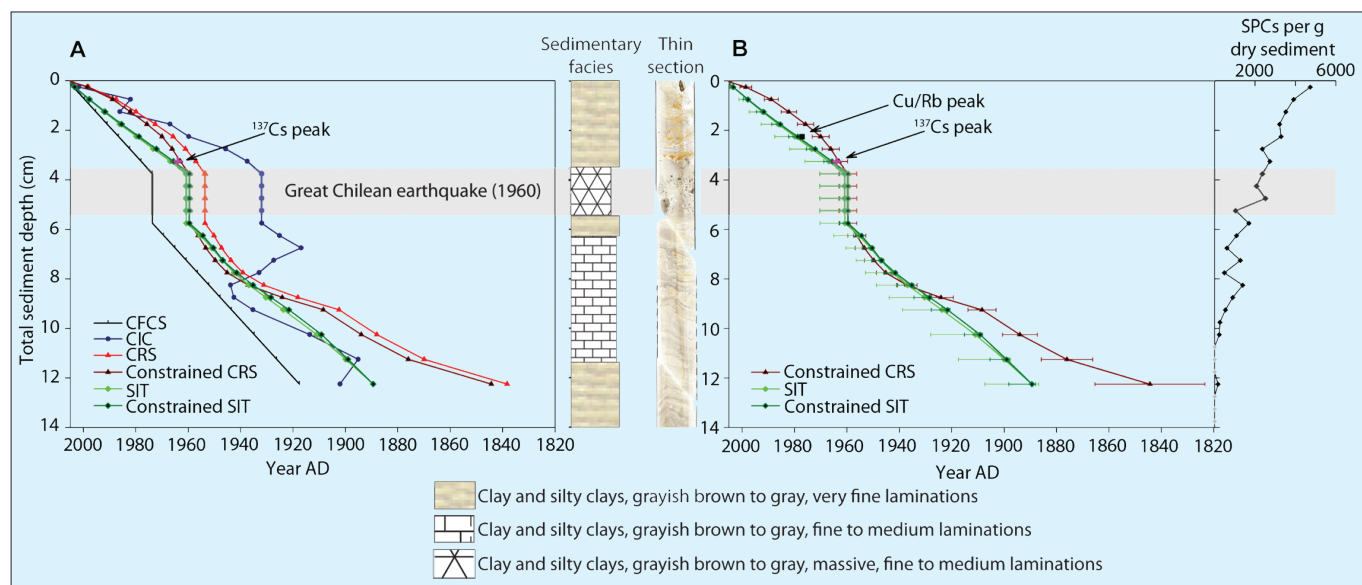 A
Sedimentary facies
Thin section
B
SPCs per g dry sediment
2000 6000
0
2
4
6
8
10
12
14
Total sediment depth (cm)
137Cs peak
Great Chilean earthquake (1960)
CFCS
CIC
CRS
Constrained CRS
SIT
Constrained SIT
2000 1980 1960 1940 1920 1900 1880 1860 1840 1820
Year AD
0
2
4
6
8
10
12
14
Cu/Rb peak
137Cs peak
Constrained CRS
SIT
Constrained SIT
2000 1980 1960 1940 1920 1900 1880 1860 1840 1820
Year AD
Clay and silty clays, grayish brown to gray, very fine laminations
Clay and silty clays, grayish brown to gray, fine to medium laminations
Clay and silty clays, grayish brown to gray, massive, fine to medium laminations